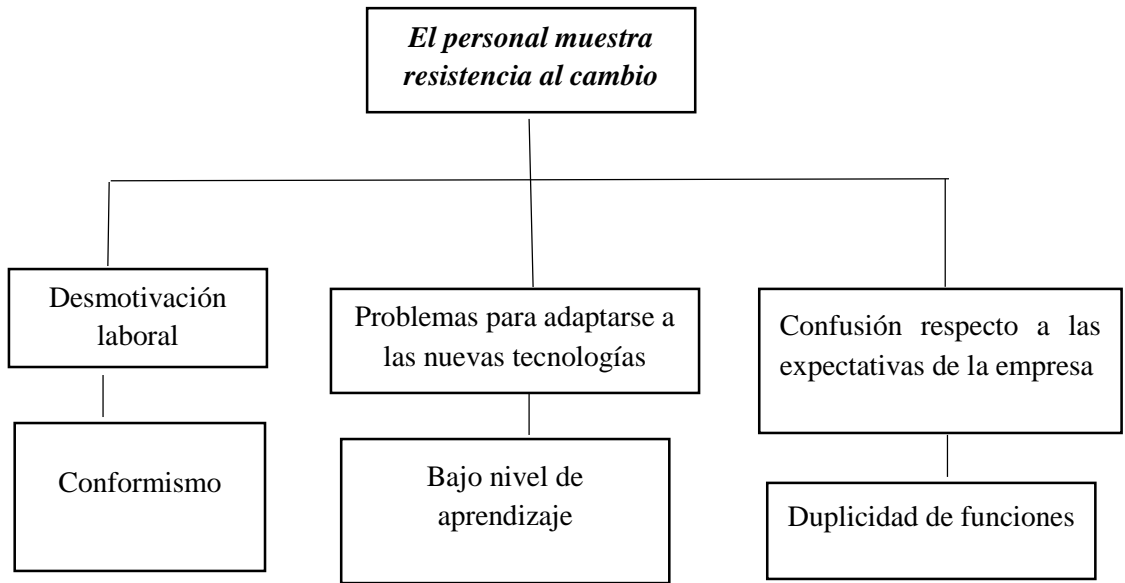 El personal muestra
resistencia al cambio
Desmotivación
laboral
Problemas para adaptarse a
las nuevas tecnologías
Confusión respecto a las
expectativas de la empresa
Conformismo
Bajo nivel de
aprendizaje
Duplicidad de funciones